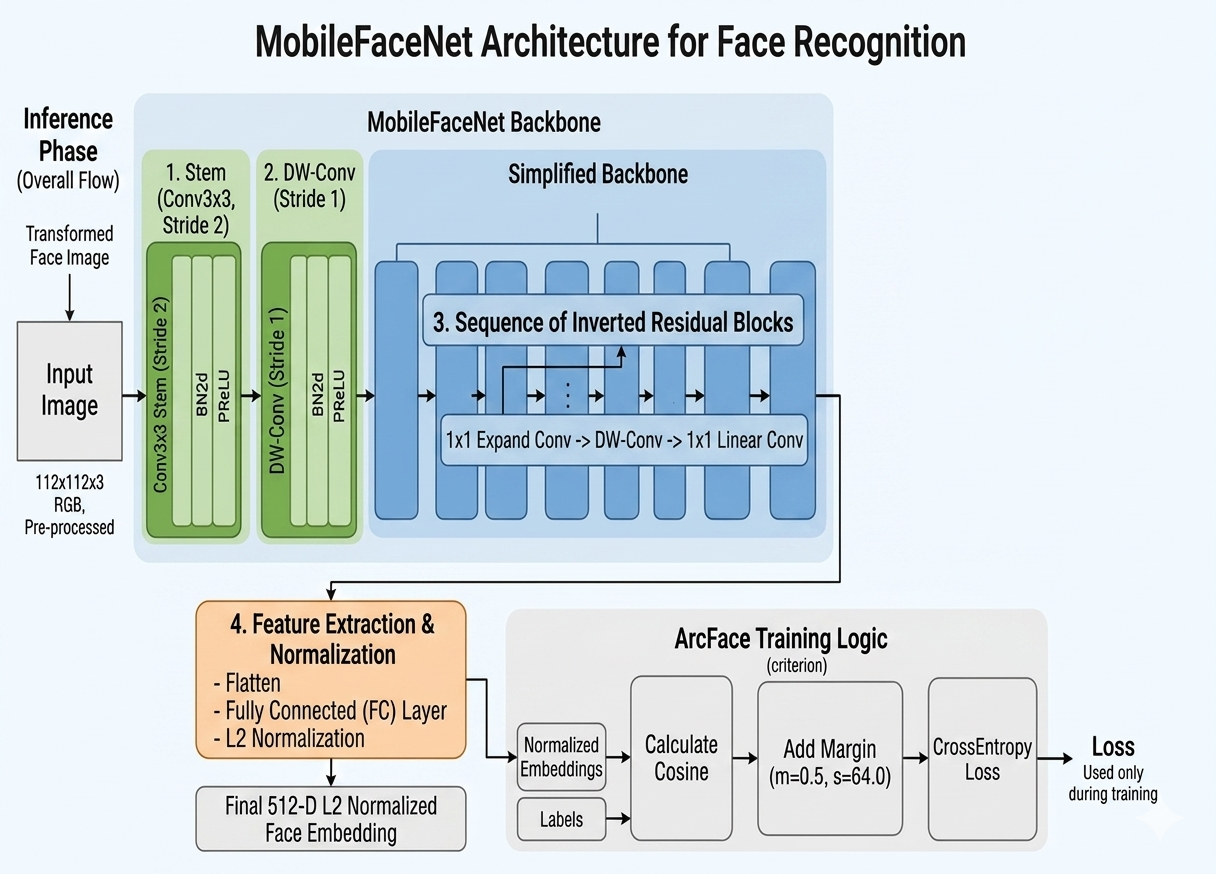 MobileFaceNet Architecture for Face Recognition
Inference
Phase
(Overall Flow)
Transformed
Face Image
Input
Image
112x112x3
RGB,
Pre-processed
MobileFaceNet Backbone
1. Stem
(Conv3x3,
Stride 2)
Conv3x3 Stem (Stride 2)
BN2d
PReLU
2. DW-Conv
(Stride 1)
DW-Conv (Stride 1)
BN2d
PReLU
Simplified Backbone
3. Sequence of Inverted Residual Blocks
1x1 Expand Conv -> DW-Conv -> 1x1 Linear Conv
4. Feature Extraction &
Normalization
- Flatten
- Fully Connected (FC) Layer
- L2 Normalization
Final 512-D L2 Normalized
Face Embedding
ArcFace Training Logic
(criterion)
Normalized
Embeddings
Labels
Calculate
Cosine
Add Margin
(m=0.5, s=64.0)
CrossEntropy
Loss
Loss
Used only
during training